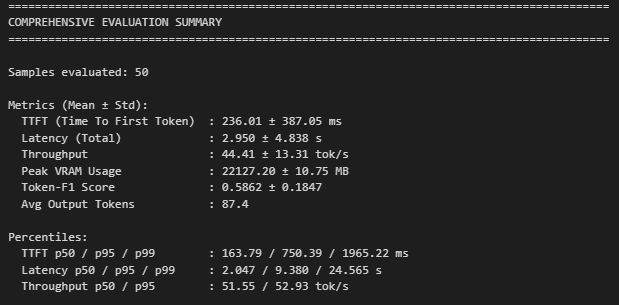 ==========================================================================================
COMPREHENSIVE EVALUATION SUMMARY
==========================================================================================
Samples evaluated: 50
Metrics (Mean ± Std):
TTFT (Time To First Token) : 236.01 ± 387.05 ms
Latency (Total) : 2.950 ± 4.838 s
Throughput : 44.41 ± 13.31 tok/s
Peak VRAM Usage : 22127.20 ± 10.75 MB
Token-F1 Score : 0.5862 ± 0.1847
Avg Output Tokens : 87.4
Percentiles:
TTFT p50 / p95 / p99 : 163.79 / 750.39 / 1965.22 ms
Latency p50 / p95 / p99 : 2.047 / 9.380 / 24.565 s
Throughput p50 / p95 : 51.55 / 52.93 tok/s